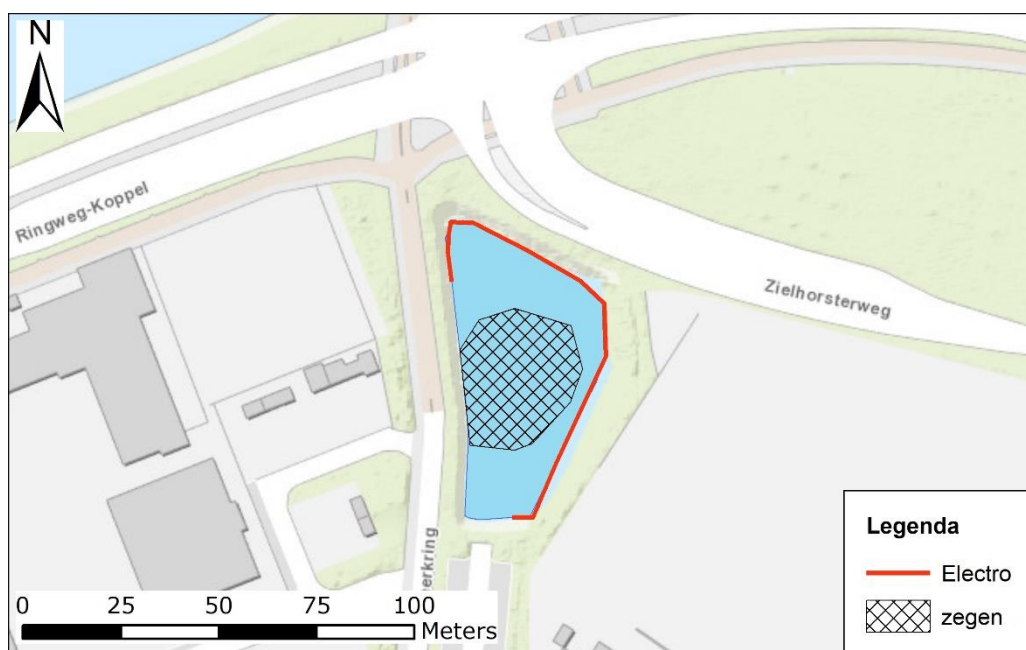 N
Ringweg-Koppel
Zielhorsterweg
erkring
0 25 50 75 100
Meters
Legenda
Electro
zegen